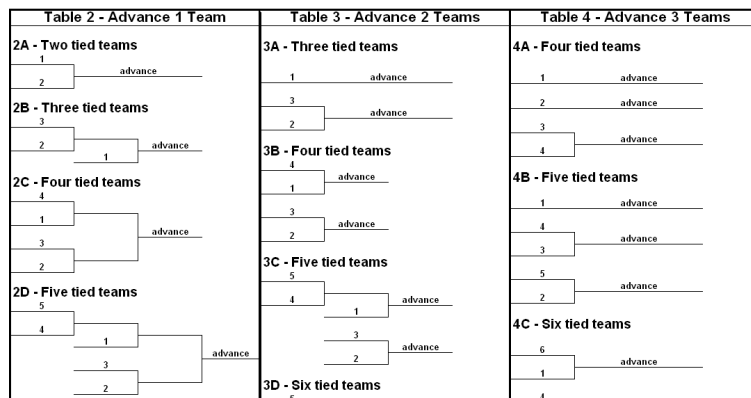 Table 2 - Advance 1 Team
2A - Two tied teams
1
advance
2
2B - Three tied teams
3
2
advance
1
2C - Four tied teams
4
1
advance
3
2
2D - Five tied teams
5
4
1
advance
3
2
Table 3 - Advance 2 Teams
3A - Three tied teams
1
advance
3
advance
2
3B - Four tied teams
4
advance
1
3
advance
2
3C - Five tied teams
5
4
advance
1
3
advance
2
3D - Six tied teams
Table 4 - Advance 3 Teams
4A - Four tied teams
1
advance
2
advance
3
advance
4
4B - Five tied teams
1
advance
4
advance
3
5
advance
2
4C - Six tied teams
6
advance
1